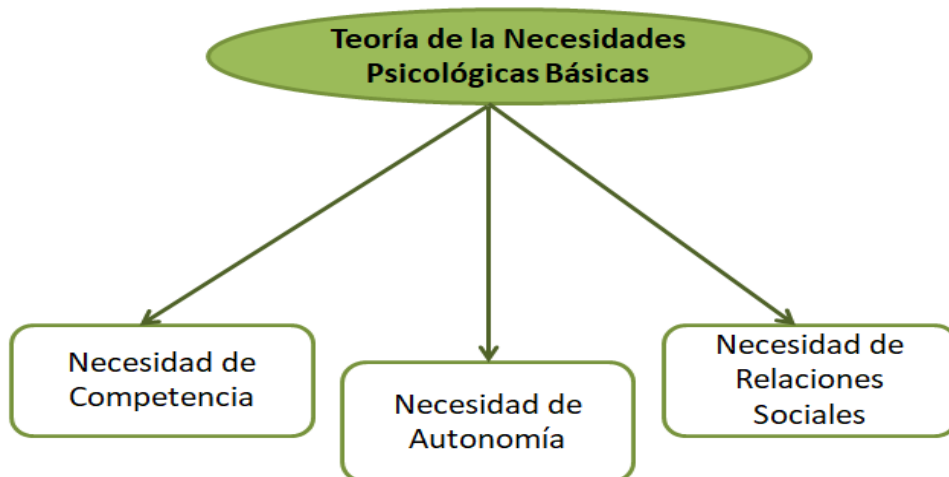 Teoría de la Necesidades
Psicológicas Básicas
Necesidad de
Competencia
Necesidad de
Autonomía
Necesidad de
Relaciones
Sociales